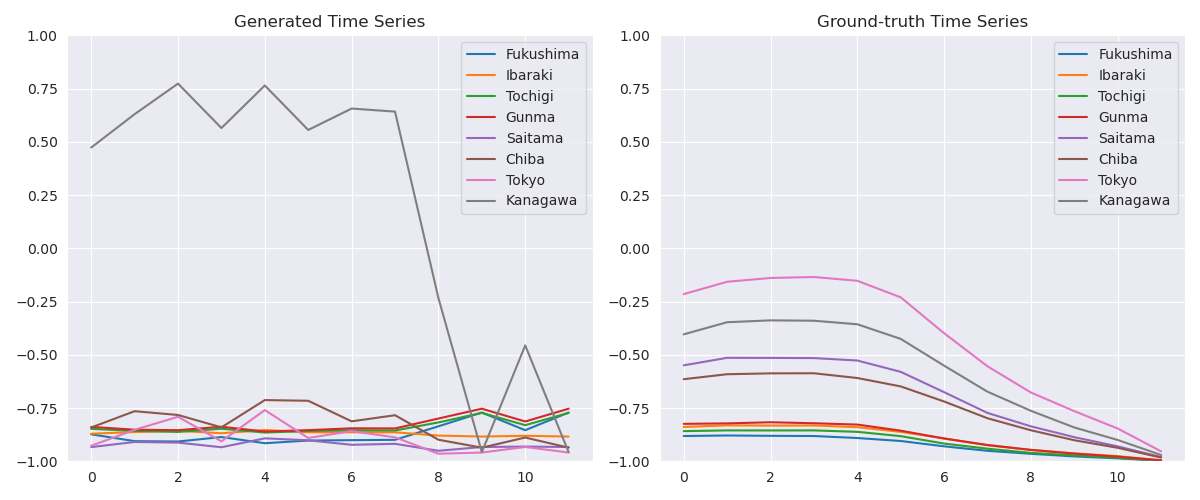 Generated Time Series
1.00
0.75
0.50
0.25
0.00
−0.25
−0.50
−0.75
−1.00
0 2 4 6 8 10
Fukushima
Ibaraki
Tochigi
Gunma
Saitama
Chiba
Tokyo
Kanagawa
Ground-truth Time Series
1.00
0.75
0.50
0.25
0.00
−0.25
−0.50
−0.75
−1.00
0 2 4 6 8 10
Fukushima
Ibaraki
Tochigi
Gunma
Saitama
Chiba
Tokyo
Kanagawa